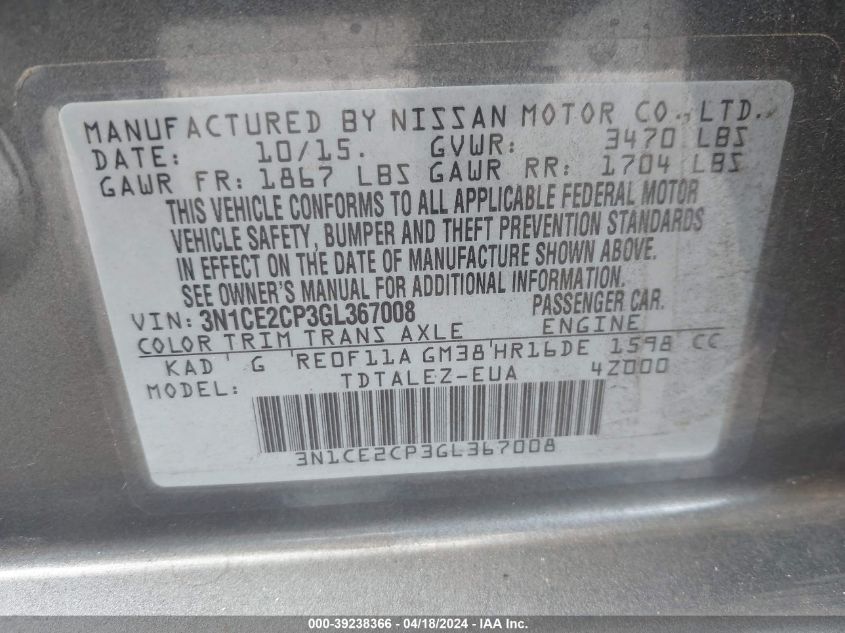 MANUFACTURED BY NISSAN MOTOR CO.,LTD.
DATE: 10/15. GVWR: 3470 LBS
GAWR FR: 1867 LBS GAWR RR: 1704 LBS
THIS VEHICLE CONFORMS TO ALL APPLICABLE FEDERAL MOTOR
VEHICLE SAFETY, BUMPER AND THEFT PREVENTION STANDARDS
IN EFFECT ON THE DATE OF MANUFACTURE SHOWN ABOVE.
SEE OWNER'S MANUAL FOR ADDITIONAL INFORMATION.
VIN: 3N1CE2CP3GL367008 PASSENGER CAR.
COLOR TRIM TRANS AXLE ENGINE
KAD G RE0F11A GM38 HR16DE 1598 CC
MODEL: TDTALEZ-EUA 4Z000
3N1CE2CP3GL367008
000-39238366 - 04/18/2024 - IAA Inc.